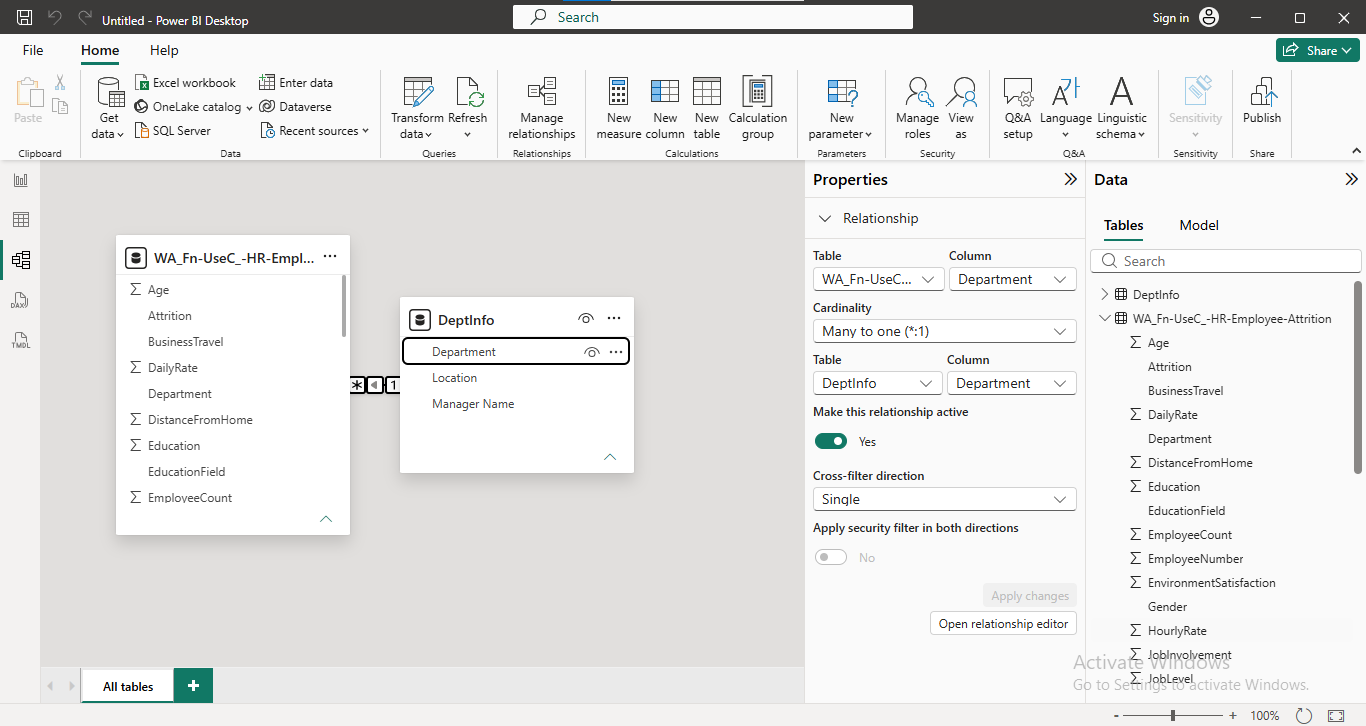 Untitled - Power BI Desktop
Search
Sign in
File
Home
Help
Share
Paste
Clipboard
Get data
Excel workbook
OneLake catalog
SQL Server
Enter data
Dataverse
Recent sources
Data
Transform data
Refresh
Queries
Manage relationships
Relationships
New measure
New column
New table
Calculation group
Calculations
New parameter
Parameters
Manage roles
View as
Security
Q&A setup
Language
Linguistic schema
Q&A
Sensitivity
Sensitivity
Publish
Share
DAX
TMDL
WA_Fn-UseC_-HR-Empl...
Age
Attrition
BusinessTravel
DailyRate
Department
DistanceFromHome
Education
EducationField
EmployeeCount
* 1
DeptInfo
Department
Location
Manager Name
All tables
Properties
Relationship
Table Column
WA_Fn-UseC... Department
Cardinality
Many to one (*:1)
Table Column
DeptInfo Department
Make this relationship active
Yes
Cross-filter direction
Single
Apply security filter in both directions
No
Apply changes
Open relationship editor
Data
Tables Model
Search
DeptInfo
WA_Fn-UseC_-HR-Employee-Attrition
Age
Attrition
BusinessTravel
DailyRate
Department
DistanceFromHome
Education
EducationField
EmployeeCount
EmployeeNumber
EnvironmentSatisfaction
Gender
HourlyRate
JobInvolvement
JobLevel
Activate Windows
Go to Settings to activate Windows.
- + 100%